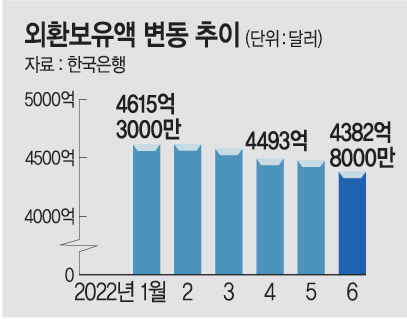 외환보유액 변동 추이 (단위:달러)
자료 : 한국은행
5000억
4500억
4000억
0
4615억
3000만
4493억
4382억
8000만
2022년 1월 2 3 4 5 6